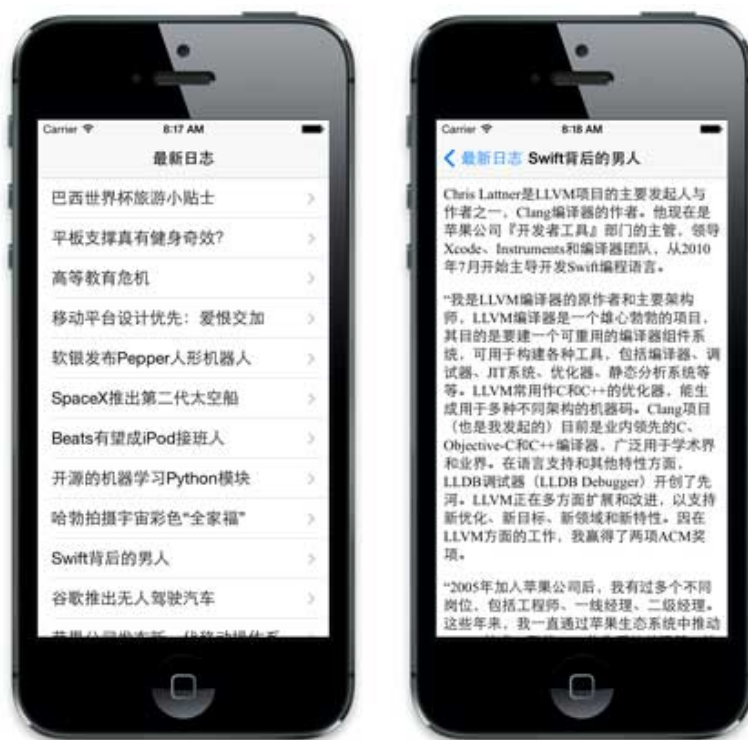 Carrier
8:17 AM
最新日志
巴西世界杯旅游小贴士
平板支撑真有健身奇效?
高等教育危机
移动平台设计优先：爱恨交加
软银发布Pepper人形机器人
SpaceX推出第二代太空船
Beats有望成iPod接班人
开源的机器学习Python模块
哈勃拍摄宇宙彩色“全家福”
Swift背后的男人
谷歌推出无人驾驶汽车
苹果公司发布新一代移动操作系
Carrier
8:18 AM
最新日志 Swift背后的男人
Chris Lattner是LLVM项目的主要发起人与
作者之一，Clang编译器的作者。他现在是
苹果公司『开发者工具』部门的主管，领导
Xcode、Instruments和编译器团队，从2010
年7月开始主导开发Swift编程语言。
“我是LLVM编译器的原作者和主要架构
师，LLVM编译器是一个雄心勃勃的项目，
其目的是要建一个可重用的编译器组件系
统，可用于构建各种工具，包括编译器、调
试器、JIT系统、优化器、静态分析系统等
等。LLVM常用作C和C++的优化器，能生
成用于多种不同架构的机器码。Clang项目
（也是我发起的）目前是业内领先的C、
Objective-C和C++编译器，广泛用于学术界
和业界。在语言支持和其他特性方面，
LLDB调试器（LLDB Debugger）开创了先
河。LLVM正在多方面扩展和改进，以支持
新优化、新目标、新领域和新特性。因在
LLVM方面的工作，我赢得了两项ACM奖
项。
“2005年加入苹果公司后，我有过多个不同
岗位，包括工程师、一线经理、二级经理。
这些年来，我一直通过苹果生态系统中推动